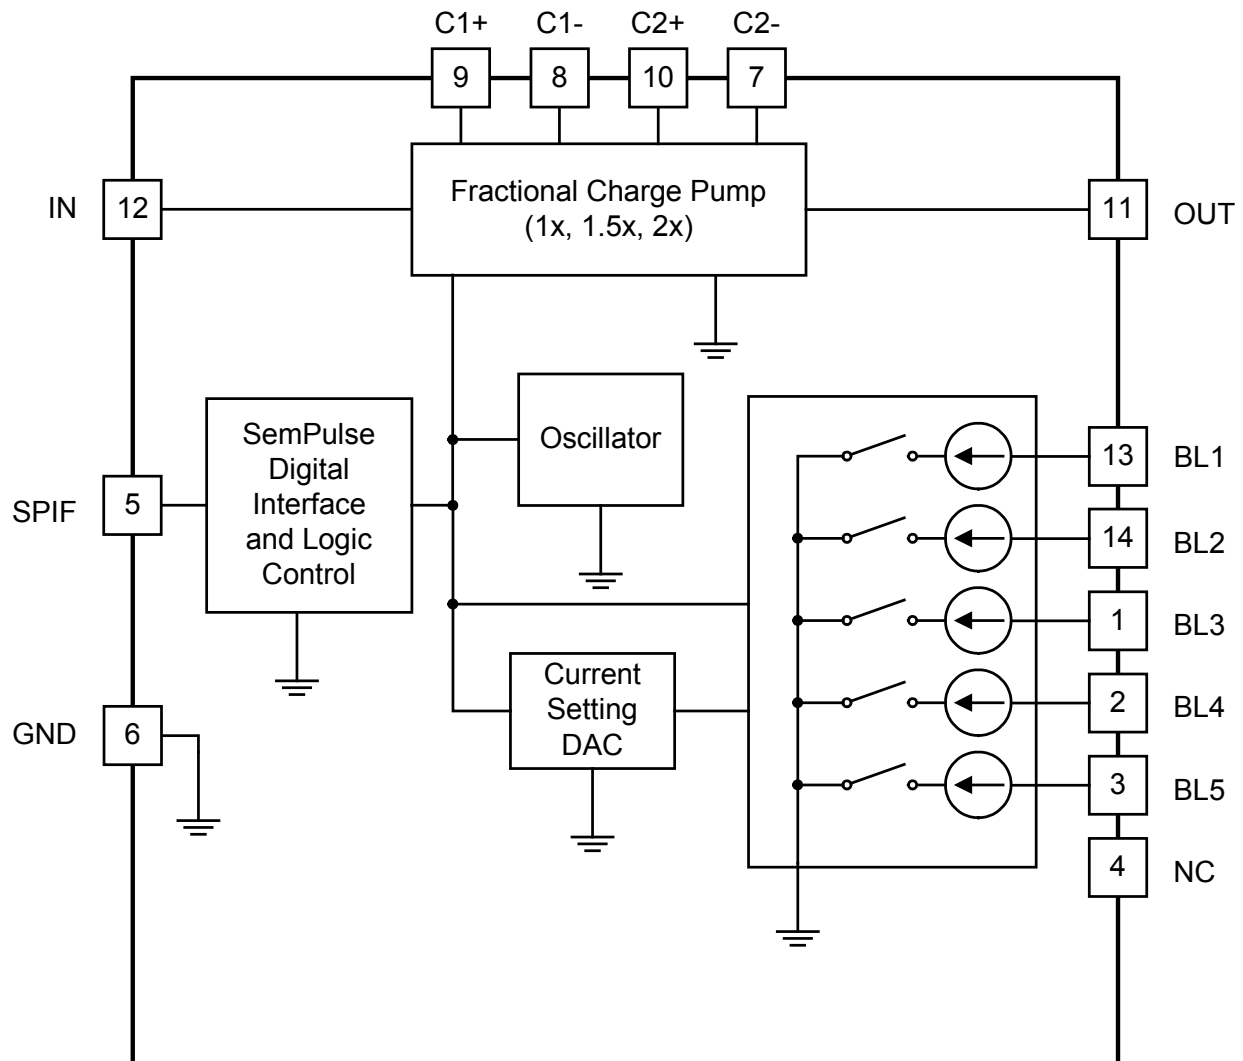 C1+ C1- C2+ C2-
9 8 10 7
Fractional Charge Pump
(1x, 1.5x, 2x)
IN 12
11 OUT
SemPulse
Digital
Interface
and Logic
Control
Oscillator
SPIF 5
GND 6
Current
Setting
DAC
13 BL1
14 BL2
1 BL3
2 BL4
3 BL5
4 NC